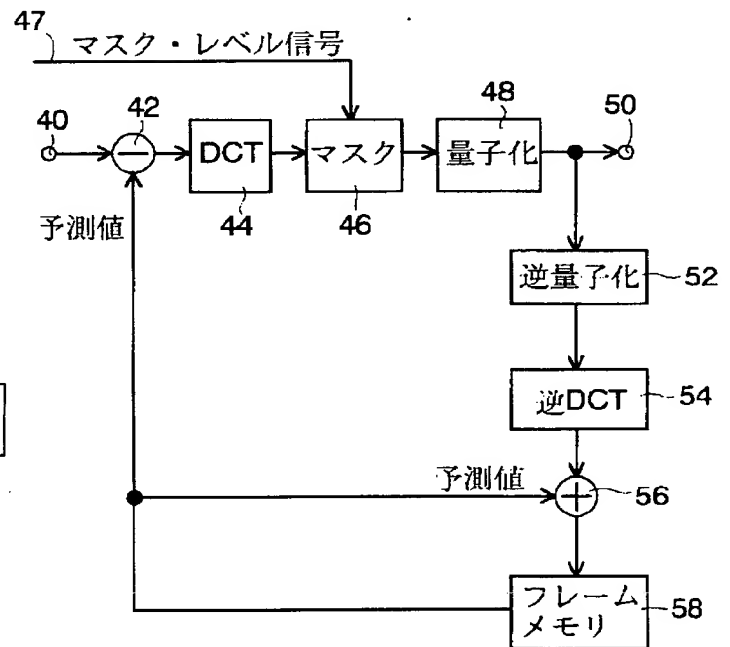 47
マスク・レベル信号
40
42
DCT
44
マスク
46
48
量子化
50
予測値
逆量子化
52
逆DCT
54
予測値
56
フレーム
メモリ
58